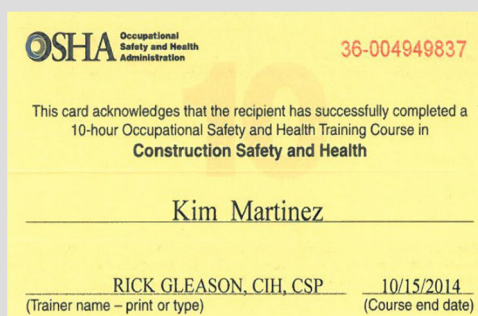 OSHA Occupational
Safety and Health
Administration
36-004949837
10
This card acknowledges that the recipient has successfully completed a
10-hour Occupational Safety and Health Training Course in
Construction Safety and Health
Kim Martinez
RICK GLEASON, CIH, CSP 10/15/2014
(Trainer name – print or type) (Course end date)